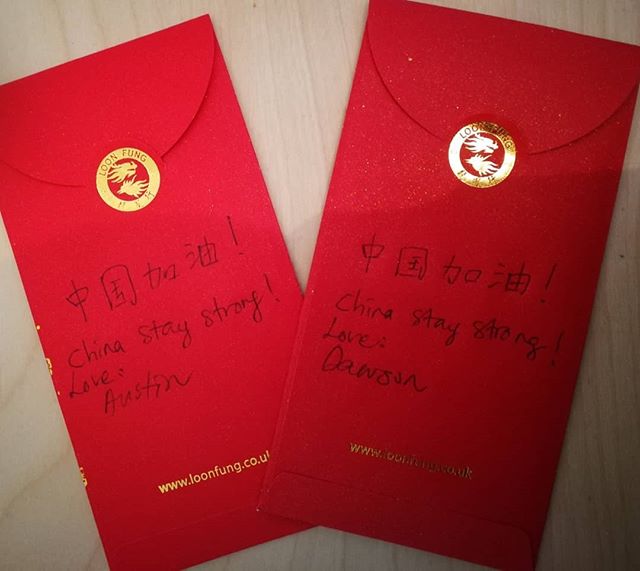 LOON FUNG
中国加油!
China stay strong!
Love:
Austin
www.loonfung.co.uk
LOON FUNG
中国加油!
China stay strong!
Love:
Dawson
www.loonfung.co.uk